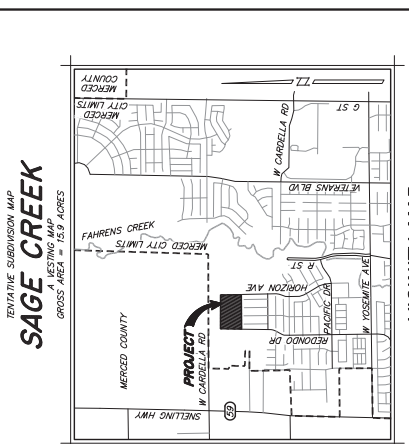 TENTATIVE SUBDIVISION MAP
SAGE CREEK
A VESTING MAP
GROSS AREA = 15.9 ACRES
MERCED
COUNTY
MERCED
CITY LIMITS
W CARDELLA RD
G ST
VETERANS BLVD
FAHRENS CREEK
MERCED CITY LIMITS
R ST
HORIZON AVE
PACIFIC DR
W YOSEMITE AVE
REDONDO DR
MERCED COUNTY
PROJECT
W CARDELLA RD
SNELLING HWY
59